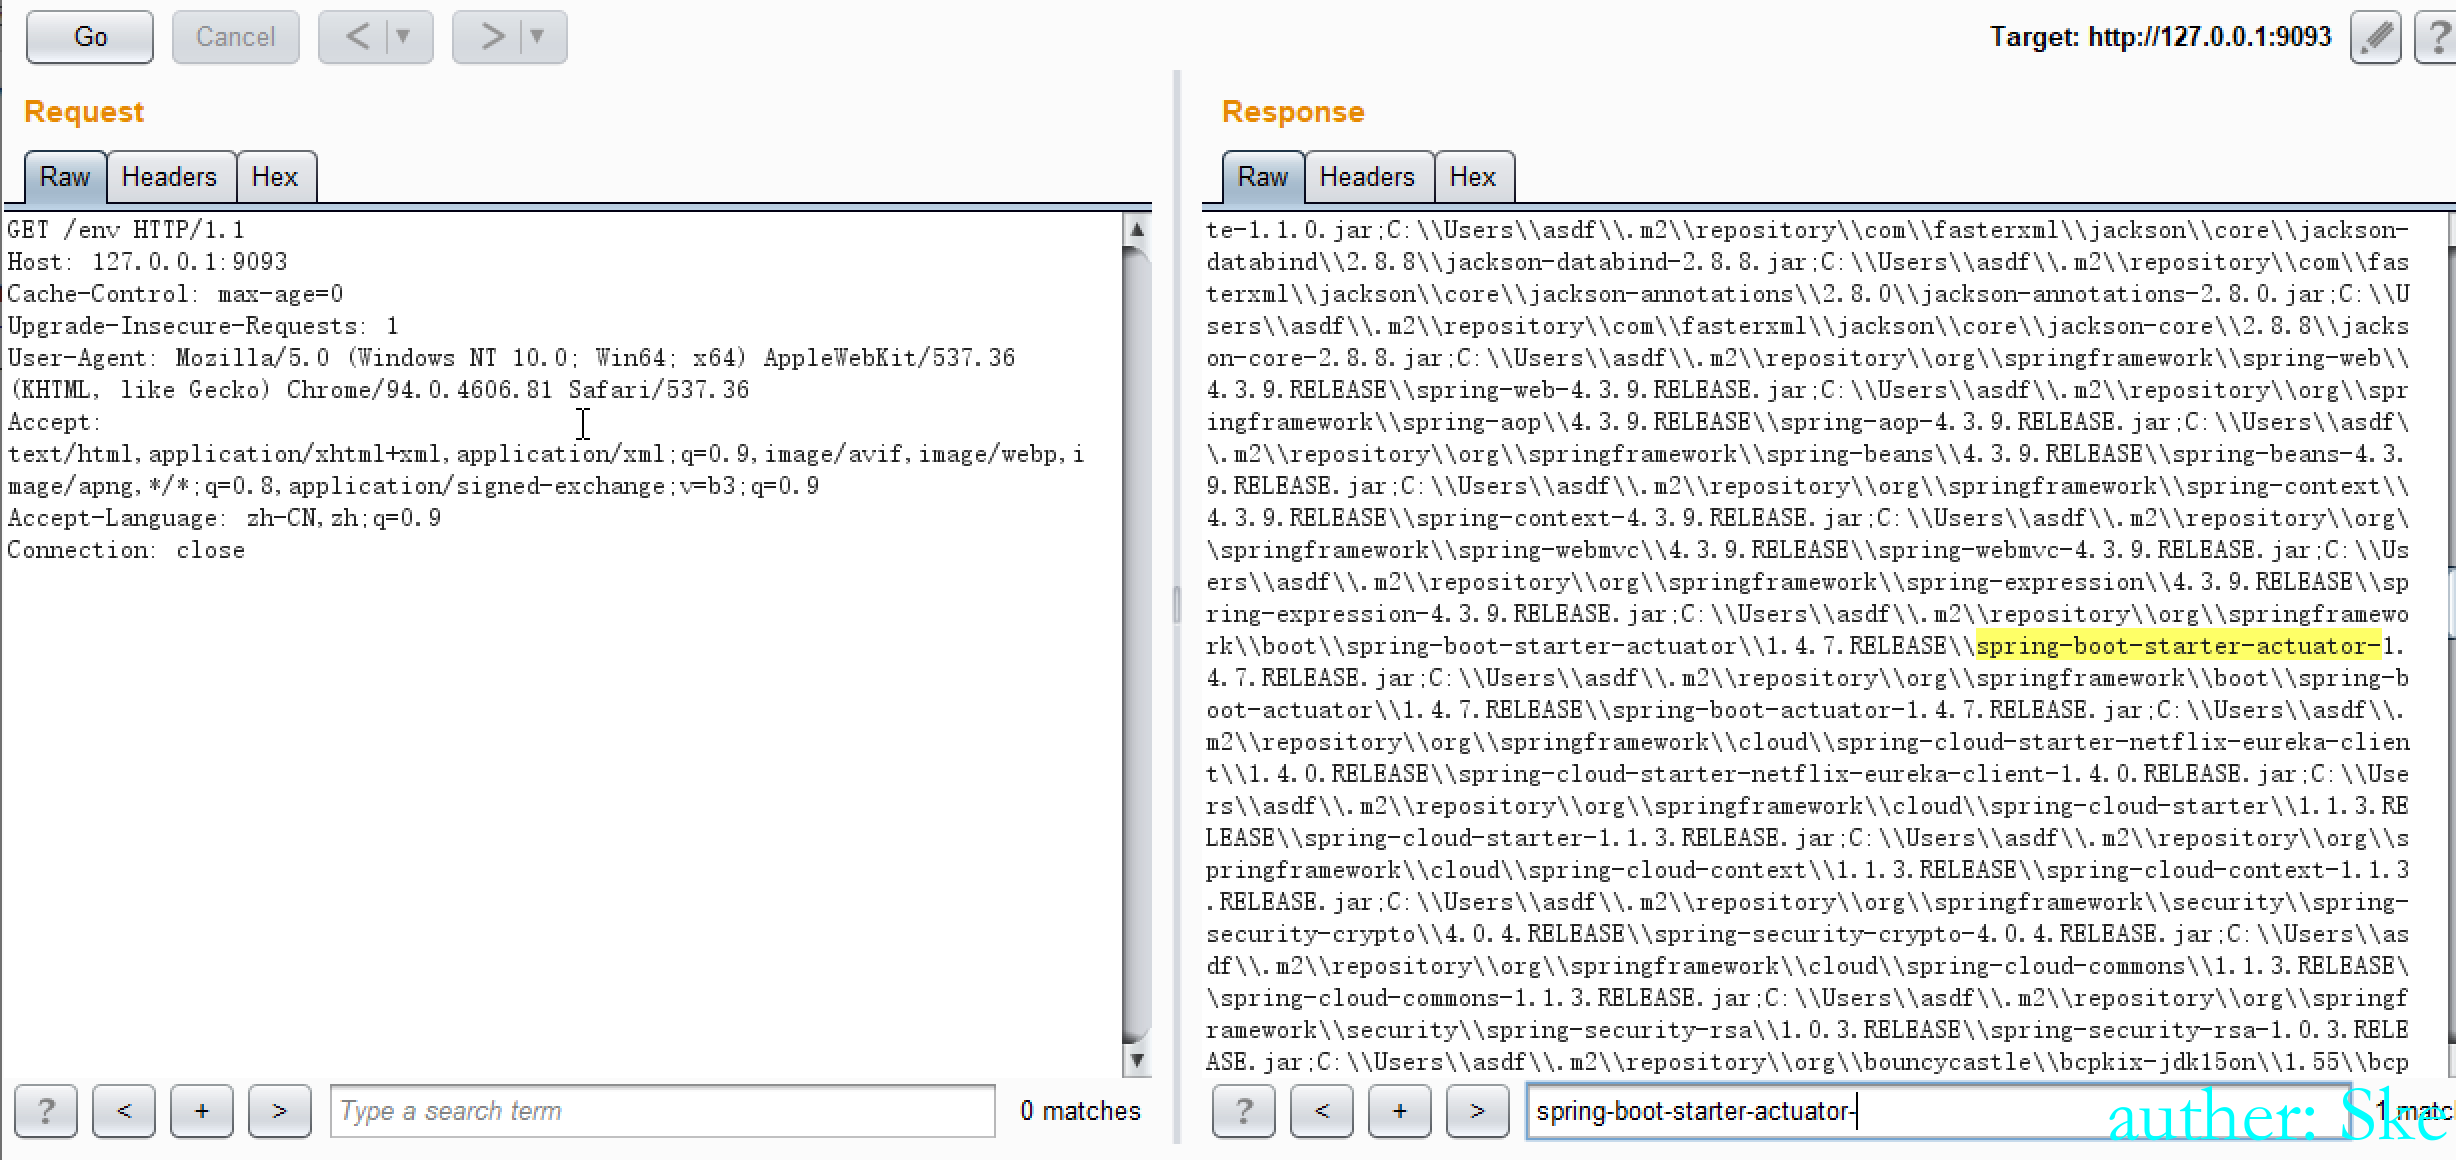 Go
Cancel
<
>
Target: http://127.0.0.1:9093
?
Request
Raw
Headers
Hex
GET /env HTTP/1.1
Host: 127.0.0.1:9093
Cache-Control: max-age=0
Upgrade-Insecure-Requests: 1
User-Agent: Mozilla/5.0 (Windows NT 10.0; Win64; x64) AppleWebKit/537.36
(KHTML, like Gecko) Chrome/94.0.4606.81 Safari/537.36
Accept:
text/html,application/xhtml+xml,application/xml;q=0.9,image/avif,image/webp,i
mage/apng,*/*;q=0.8,application/signed-exchange;v=b3;q=0.9
Accept-Language: zh-CN,zh;q=0.9
Connection: close
?
<
+
>
Type a search term
0 matches
Response
Raw
Headers
Hex
te-1.1.0.jar;C:\\Users\\asdf\\.m2\\repository\\com\\fasterxml\\jackson\\core\\jackson-
databind\\2.8.8\\jackson-databind-2.8.8.jar;C:\\Users\\asdf\\.m2\\repository\\com\\fas
terxml\\jackson\\core\\jackson-annotations\\2.8.0\\jackson-annotations-2.8.0.jar;C:\\U
sers\\asdf\\.m2\\repository\\com\\fasterxml\\jackson\\core\\jackson-core\\2.8.8\\jacks
on-core-2.8.8.jar;C:\\Users\\asdf\\.m2\\repository\\org\\springframework\\spring-web\\
4.3.9.RELEASE\\spring-web-4.3.9.RELEASE.jar;C:\\Users\\asdf\\.m2\\repository\\org\\spr
ingframework\\spring-aop\\4.3.9.RELEASE\\spring-aop-4.3.9.RELEASE.jar;C:\\Users\\asdf\
\.m2\\repository\\org\\springframework\\spring-beans\\4.3.9.RELEASE\\spring-beans-4.3.
9.RELEASE.jar;C:\\Users\\asdf\\.m2\\repository\\org\\springframework\\spring-context\\
4.3.9.RELEASE\\spring-context-4.3.9.RELEASE.jar;C:\\Users\\asdf\\.m2\\repository\\org\
\springframework\\spring-webmvc\\4.3.9.RELEASE\\spring-webmvc-4.3.9.RELEASE.jar;C:\\Us
ers\\asdf\\.m2\\repository\\org\\springframework\\spring-expression\\4.3.9.RELEASE\\sp
ring-expression-4.3.9.RELEASE.jar;C:\\Users\\asdf\\.m2\\repository\\org\\springframewo
rk\\boot\\spring-boot-starter-actuator\\1.4.7.RELEASE\\spring-boot-starter-actuator-1.
4.7.RELEASE.jar;C:\\Users\\asdf\\.m2\\repository\\org\\springframework\\boot\\spring-b
oot-actuator\\1.4.7.RELEASE\\spring-boot-actuator-1.4.7.RELEASE.jar;C:\\Users\\asdf\\.
m2\\repository\\org\\springframework\\cloud\\spring-cloud-starter-netflix-eureka-clien
t\\1.4.0.RELEASE\\spring-cloud-starter-netflix-eureka-client-1.4.0.RELEASE.jar;C:\\Use
rs\\asdf\\.m2\\repository\\org\\springframework\\cloud\\spring-cloud-starter\\1.1.3.RE
LEASE\\spring-cloud-starter-1.1.3.RELEASE.jar;C:\\Users\\asdf\\.m2\\repository\\org\\s
pringframework\\cloud\\spring-cloud-context\\1.1.3.RELEASE\\spring-cloud-context-1.1.3
.RELEASE.jar;C:\\Users\\asdf\\.m2\\repository\\org\\springframework\\security\\spring-
security-crypto\\4.0.4.RELEASE\\spring-security-crypto-4.0.4.RELEASE.jar;C:\\Users\\as
df\\.m2\\repository\\org\\springframework\\cloud\\spring-cloud-commons\\1.1.3.RELEASE\
\spring-cloud-commons-1.1.3.RELEASE.jar;C:\\Users\\asdf\\.m2\\repository\\org\\springf
ramework\\security\\spring-security-rsa\\1.0.3.RELEASE\\spring-security-rsa-1.0.3.RELE
ASE.jar;C:\\Users\\asdf\\.m2\\repository\\org\\bouncycastle\\bcpkix-jdk15on\\1.55\\bcp
?
<
+
>
spring-boot-starter-actuator-
1 matc
auther: Ske